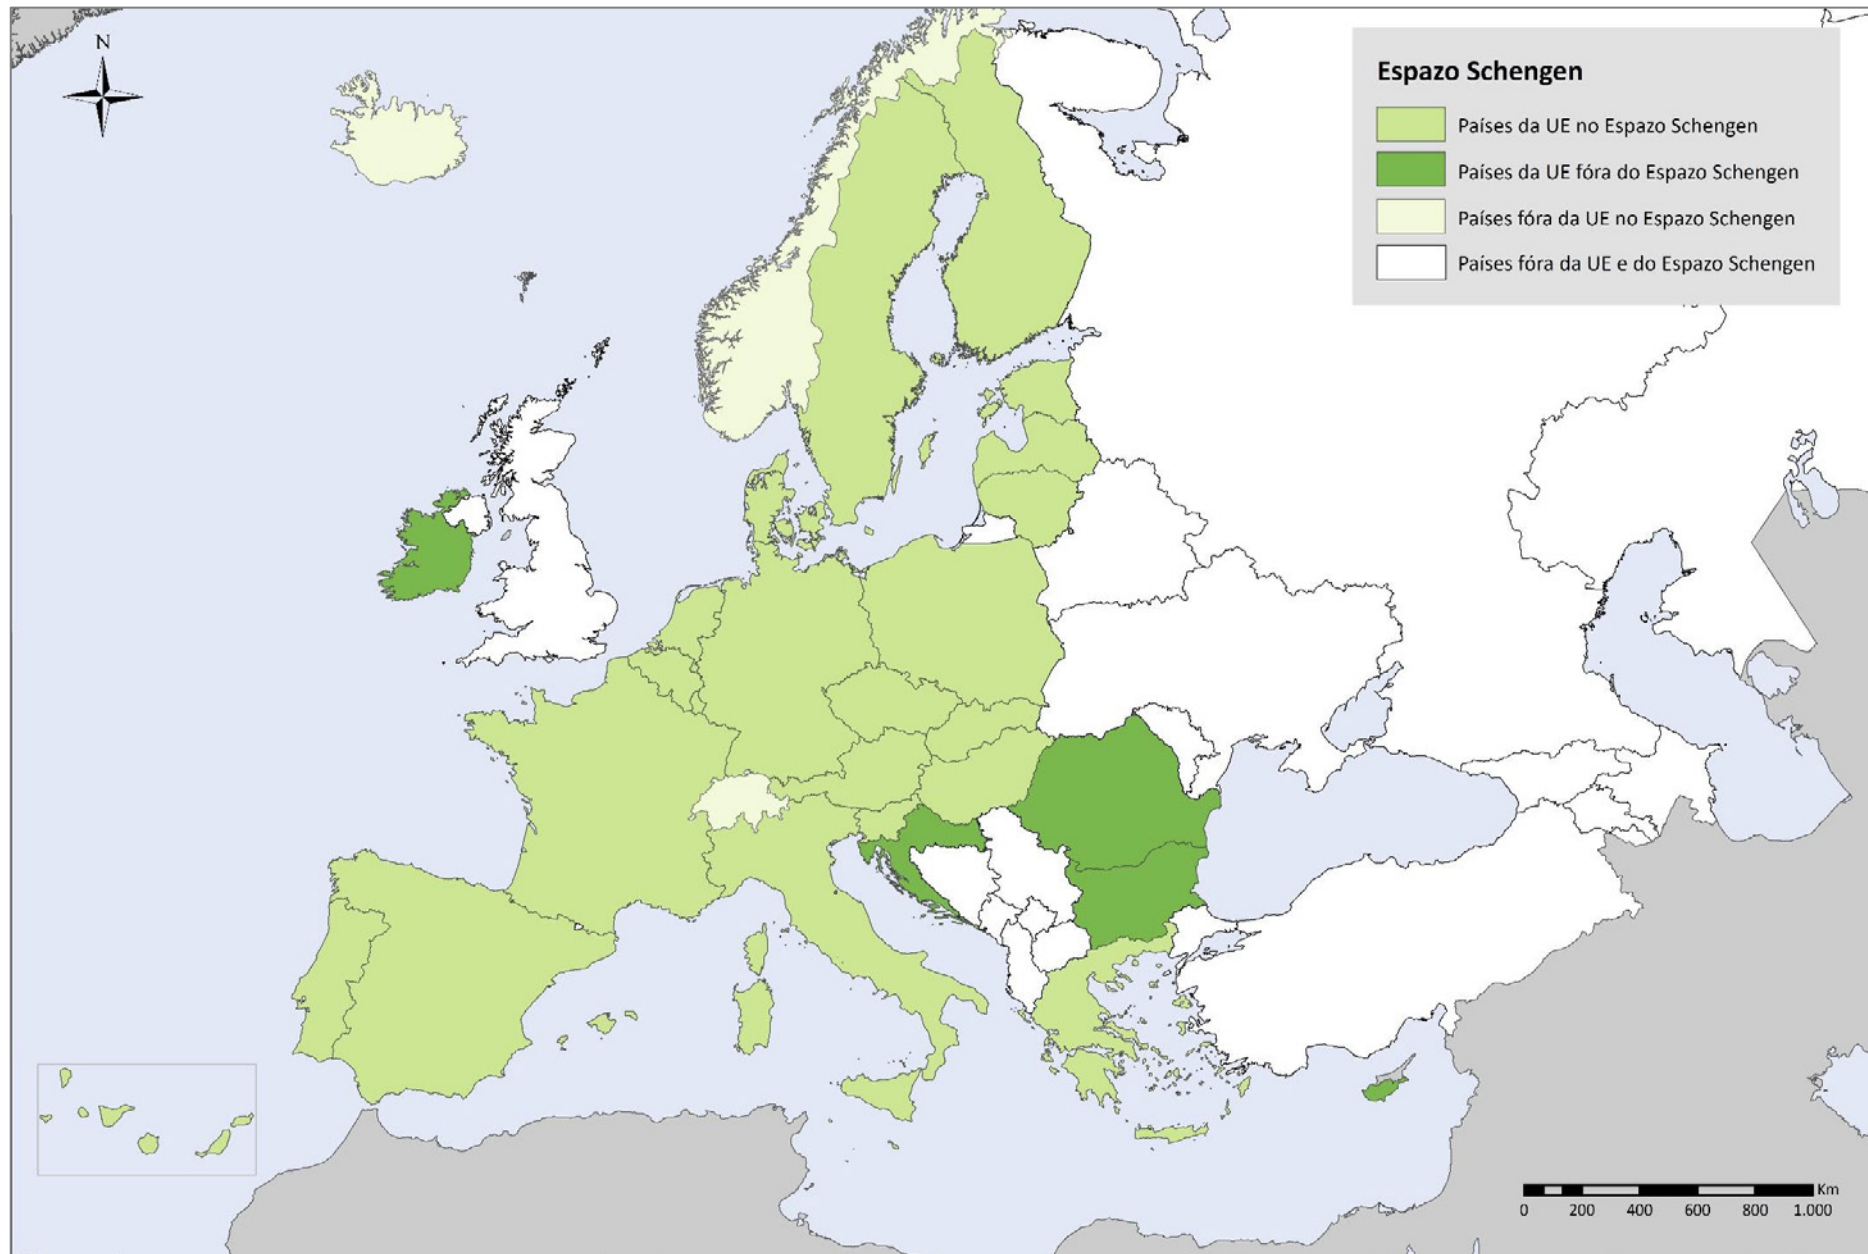 N
Espazo Schengen
Países da UE no Espazo Schengen
Países da UE fóra do Espazo Schengen
Países fóra da UE no Espazo Schengen
Países fóra da UE e do Espazo Schengen
Km
0 200 400 600 800 1.000